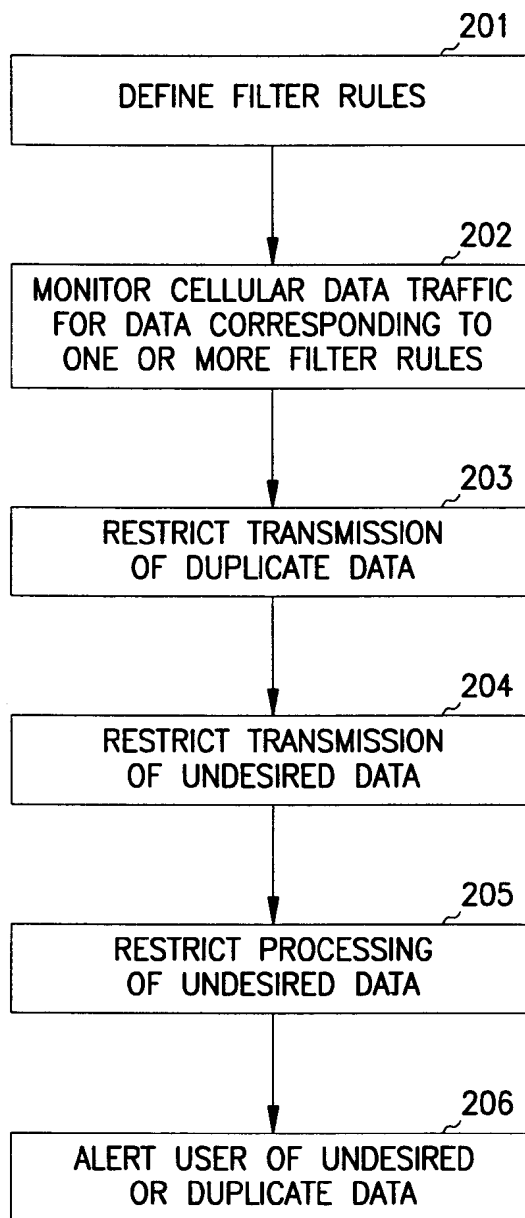 201
DEFINE FILTER RULES
202
MONITOR CELLULAR DATA TRAFFIC
FOR DATA CORRESPONDING TO
ONE OR MORE FILTER RULES
203
RESTRICT TRANSMISSION
OF DUPLICATE DATA
204
RESTRICT TRANSMISSION
OF UNDESIRED DATA
205
RESTRICT PROCESSING
OF UNDESIRED DATA
206
ALERT USER OF UNDESIRED
OR DUPLICATE DATA